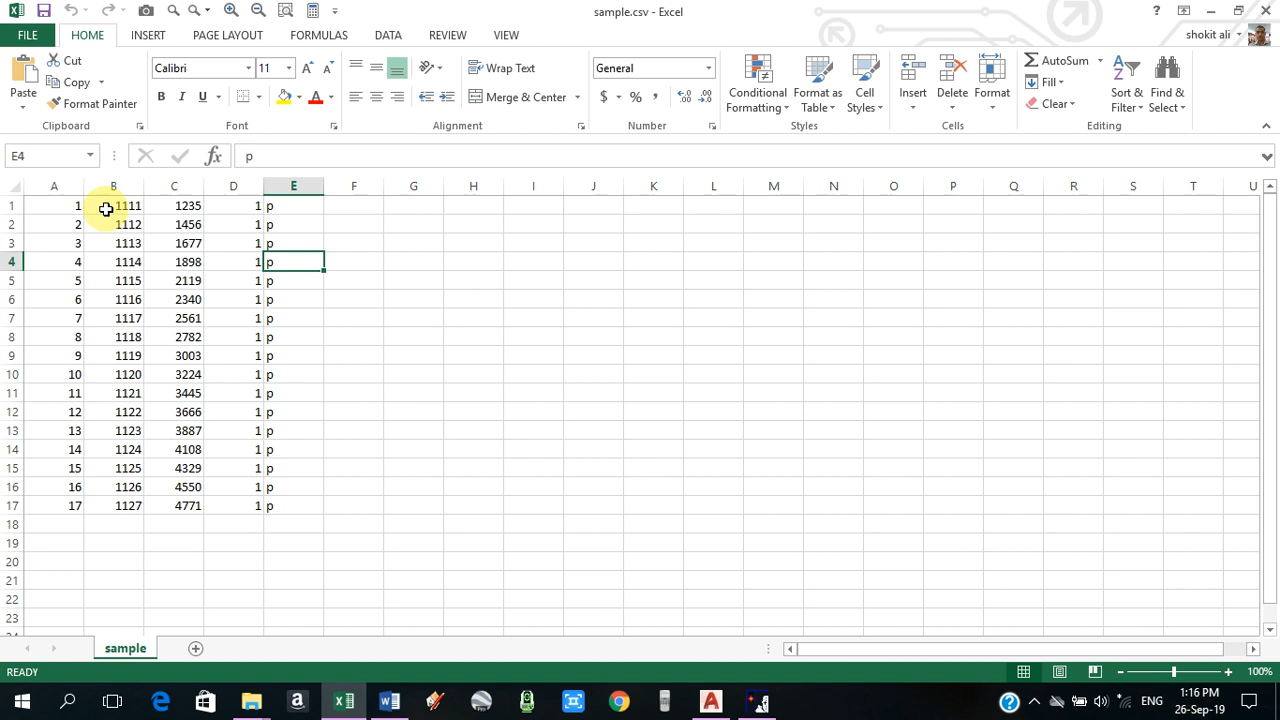 sample.csv - Excel
shokit ali
FILE HOME INSERT PAGE LAYOUT FORMULAS DATA REVIEW VIEW
Paste
Cut
Copy
Format Painter
Clipboard
Calibri 11
B I U
Font
Wrap Text
Merge & Center
Alignment
General
$ % ,
Number
Conditional Formatting
Format as Table
Cell Styles
Styles
Insert Delete Format
Cells
AutoSum
Fill
Clear
Sort & Filter
Find & Select
Editing
E4 fx p
A B C D E F G H I J K L M N O P Q R S T U
1 1 1111 1235 1 p
2 2 1112 1456 1 p
3 3 1113 1677 1 p
4 4 1114 1898 1 p
5 5 1115 2119 1 p
6 6 1116 2340 1 p
7 7 1117 2561 1 p
8 8 1118 2782 1 p
9 9 1119 3003 1 p
10 10 1120 3224 1 p
11 11 1121 3445 1 p
12 12 1122 3666 1 p
13 13 1123 3887 1 p
14 14 1124 4108 1 p
15 15 1125 4329 1 p
16 16 1126 4550 1 p
17 17 1127 4771 1 p
18
19
20
21
22
23
24
sample
READY 100%
ENG
1:16 PM
26-Sep-19